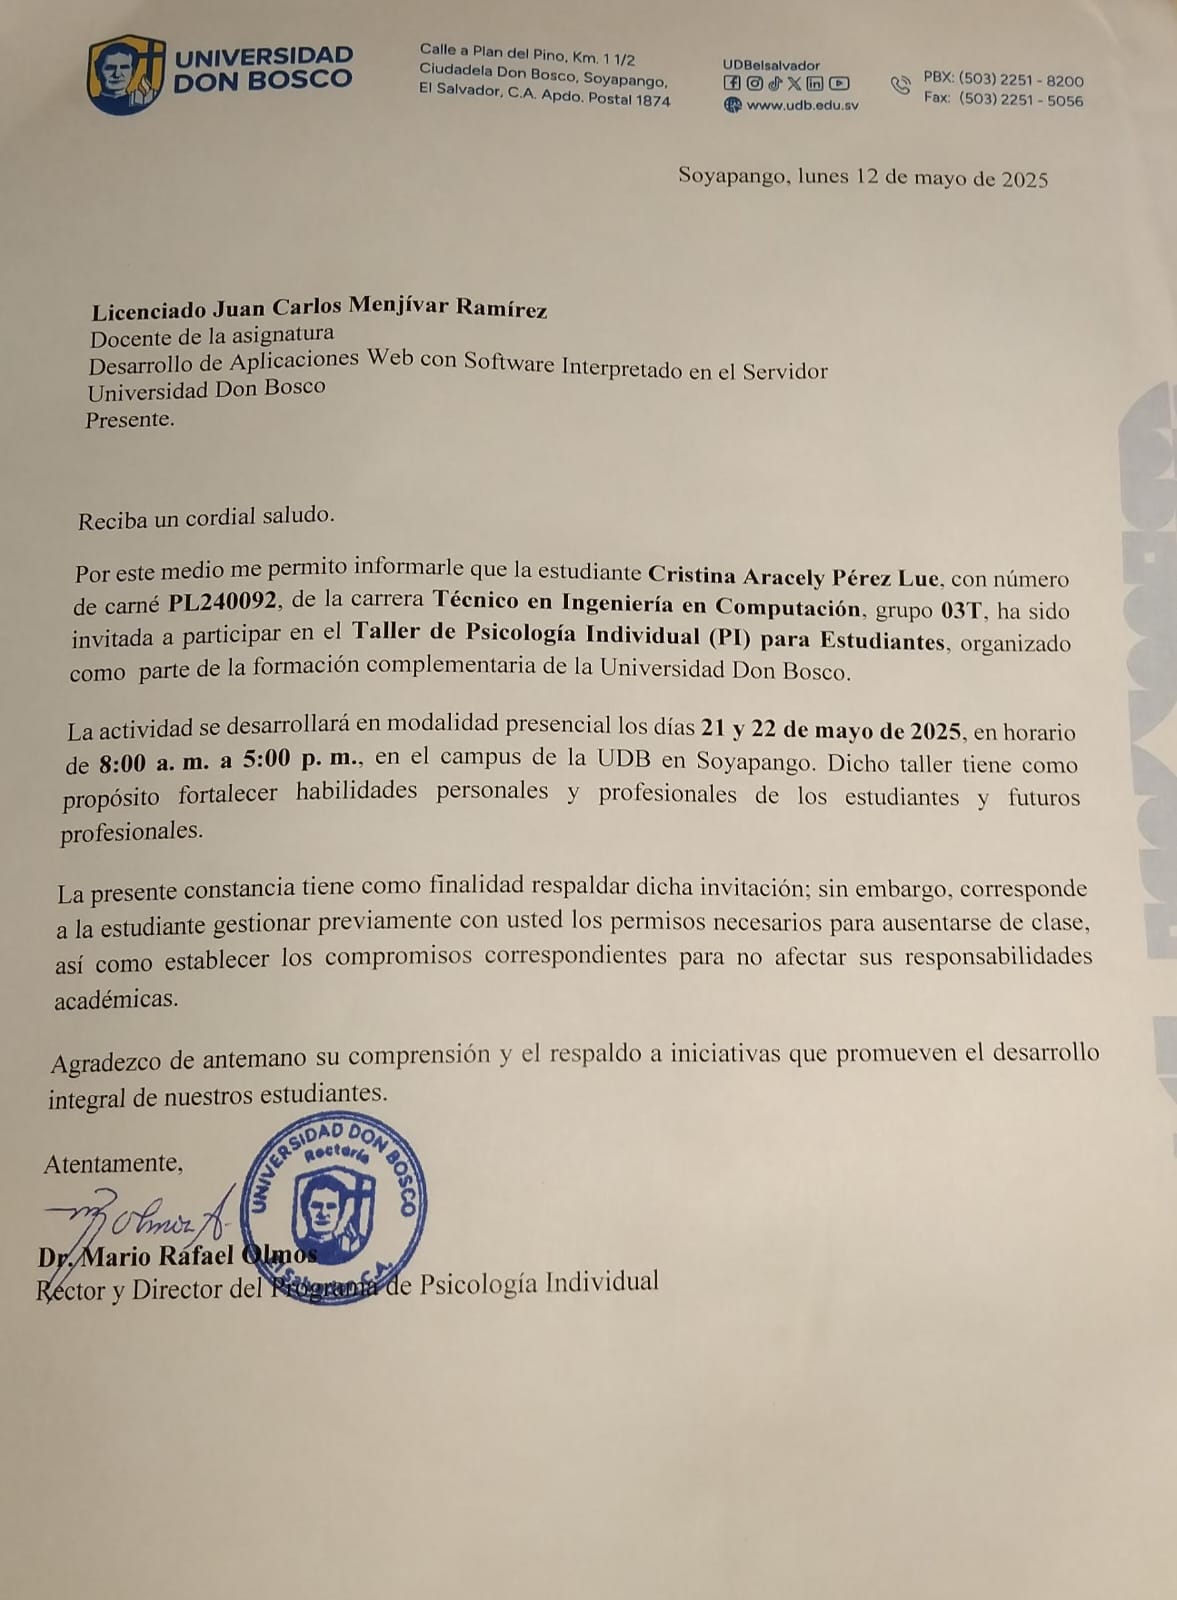 UNIVERSIDAD
DON BOSCO
Calle a Plan del Pino, Km. 1 1/2
Ciudadela Don Bosco, Soyapango,
El Salvador, C.A. Apdo. Postal 1874
UDBelsalvador
www.udb.edu.sv
PBX: (503) 2251 - 8200
Fax: (503) 2251 - 5056
Soyapango, lunes 12 de mayo de 2025
Licenciado Juan Carlos Menjívar Ramírez
Docente de la asignatura
Desarrollo de Aplicaciones Web con Software Interpretado en el Servidor
Universidad Don Bosco
Presente.
Reciba un cordial saludo.
Por este medio me permito informarle que la estudiante Cristina Aracely Pérez Lue, con número
de carné PL240092, de la carrera Técnico en Ingeniería en Computación, grupo 03T, ha sido
invitada a participar en el Taller de Psicología Individual (PI) para Estudiantes, organizado
como parte de la formación complementaria de la Universidad Don Bosco.
La actividad se desarrollará en modalidad presencial los días 21 y 22 de mayo de 2025, en horario
de 8:00 a. m. a 5:00 p. m., en el campus de la UDB en Soyapango. Dicho taller tiene como
propósito fortalecer habilidades personales y profesionales de los estudiantes y futuros
profesionales.
La presente constancia tiene como finalidad respaldar dicha invitación; sin embargo, corresponde
a la estudiante gestionar previamente con usted los permisos necesarios para ausentarse de clase,
así como establecer los compromisos correspondientes para no afectar sus responsabilidades
académicas.
Agradezco de antemano su comprensión y el respaldo a iniciativas que promueven el desarrollo
integral de nuestros estudiantes.
Atentamente,
UNIVERSIDAD DON BOSCO
Rectoría
El Salvador, C.A.
Dr. Mario Rafael Olmos
Rector y Director del Programa de Psicología Individual